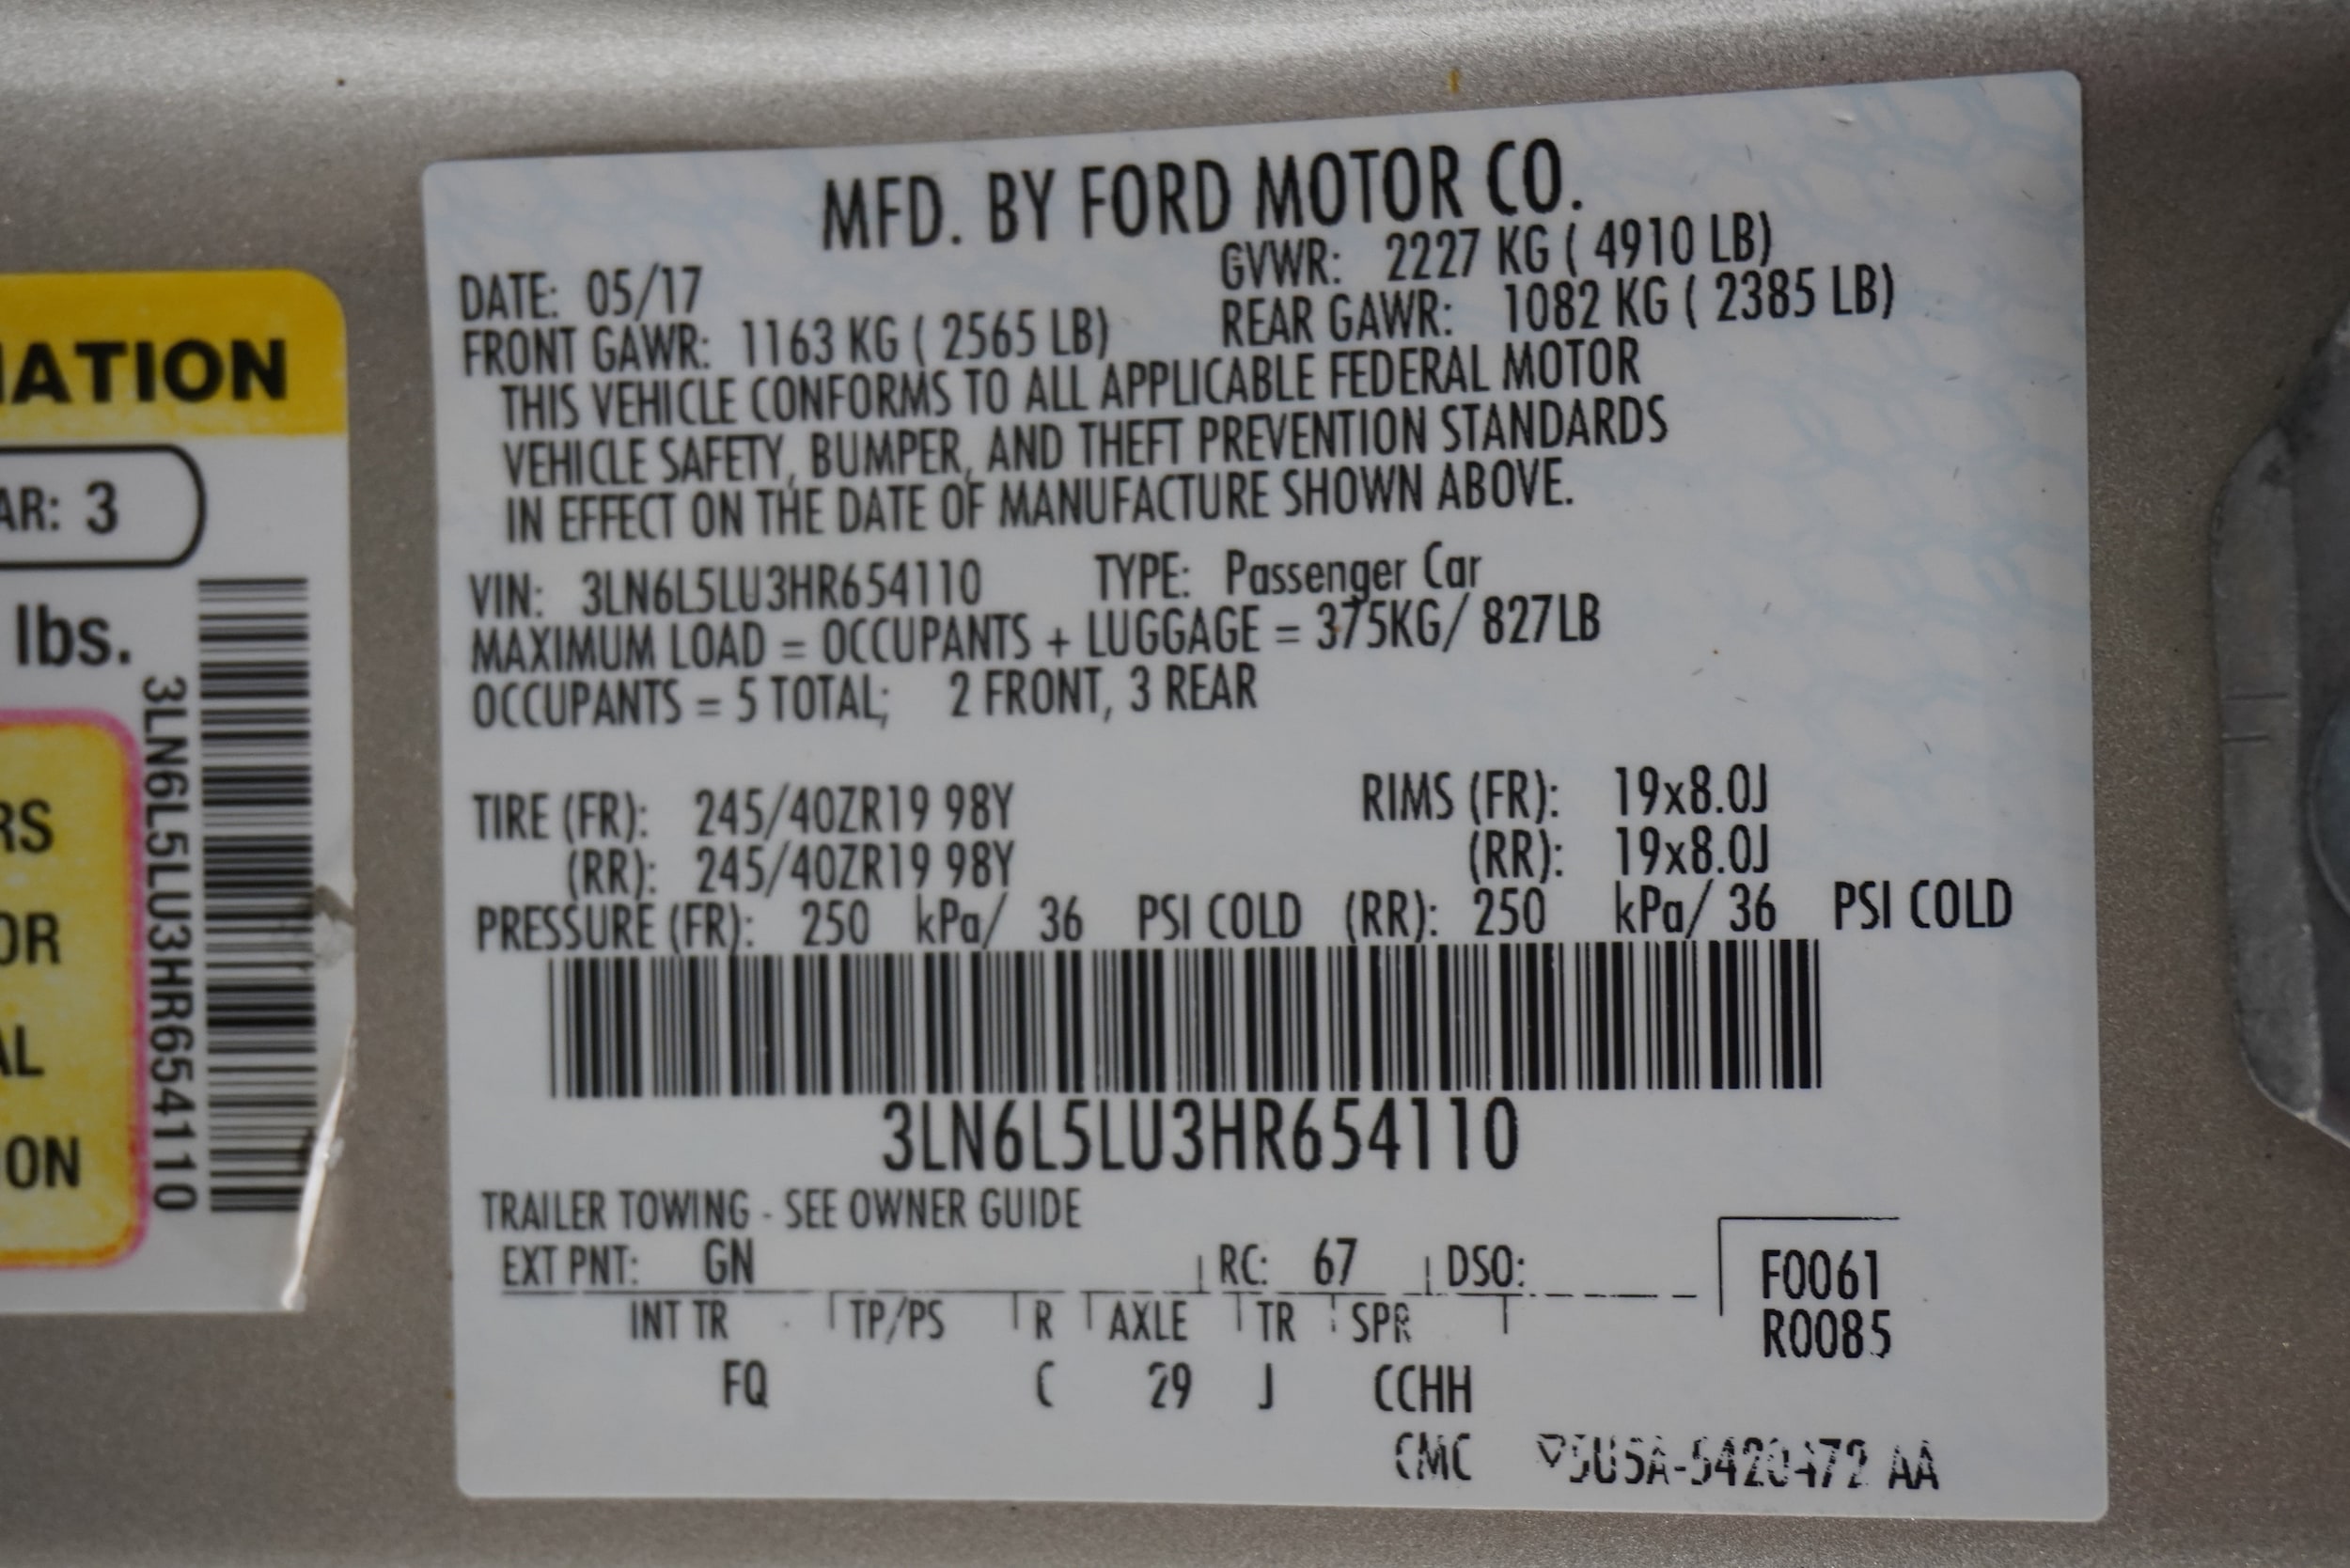 MFD. BY FORD MOTOR CO.
DATE: 05/17 GVWR: 2227 KG ( 4910 LB)
FRONT GAWR: 1163 KG ( 2565 LB) REAR GAWR: 1082 KG ( 2385 LB)
THIS VEHICLE CONFORMS TO ALL APPLICABLE FEDERAL MOTOR
VEHICLE SAFETY, BUMPER, AND THEFT PREVENTION STANDARDS
IN EFFECT ON THE DATE OF MANUFACTURE SHOWN ABOVE.
VIN: 3LN6L5LU3HR654110 TYPE: Passenger Car
MAXIMUM LOAD = OCCUPANTS + LUGGAGE = 375KG/ 827LB
OCCUPANTS = 5 TOTAL; 2 FRONT, 3 REAR
TIRE (FR): 245/40ZR19 98Y RIMS (FR): 19x8.0J
(RR): 245/40ZR19 98Y (RR): 19x8.0J
PRESSURE (FR): 250 kPa/ 36 PSI COLD (RR): 250 kPa/ 36 PSI COLD
3LN6L5LU3HR654110
TRAILER TOWING - SEE OWNER GUIDE
EXT PNT: GN RC: 67 DSO:
F0061
R0085
INT TR TP/PS R AXLE TR SPR
FQ C 29 J CCHH
CMC AA
MATION
AR: 3
lbs.
RS
OR
AL
ON
3LN6L5LU3HR654110